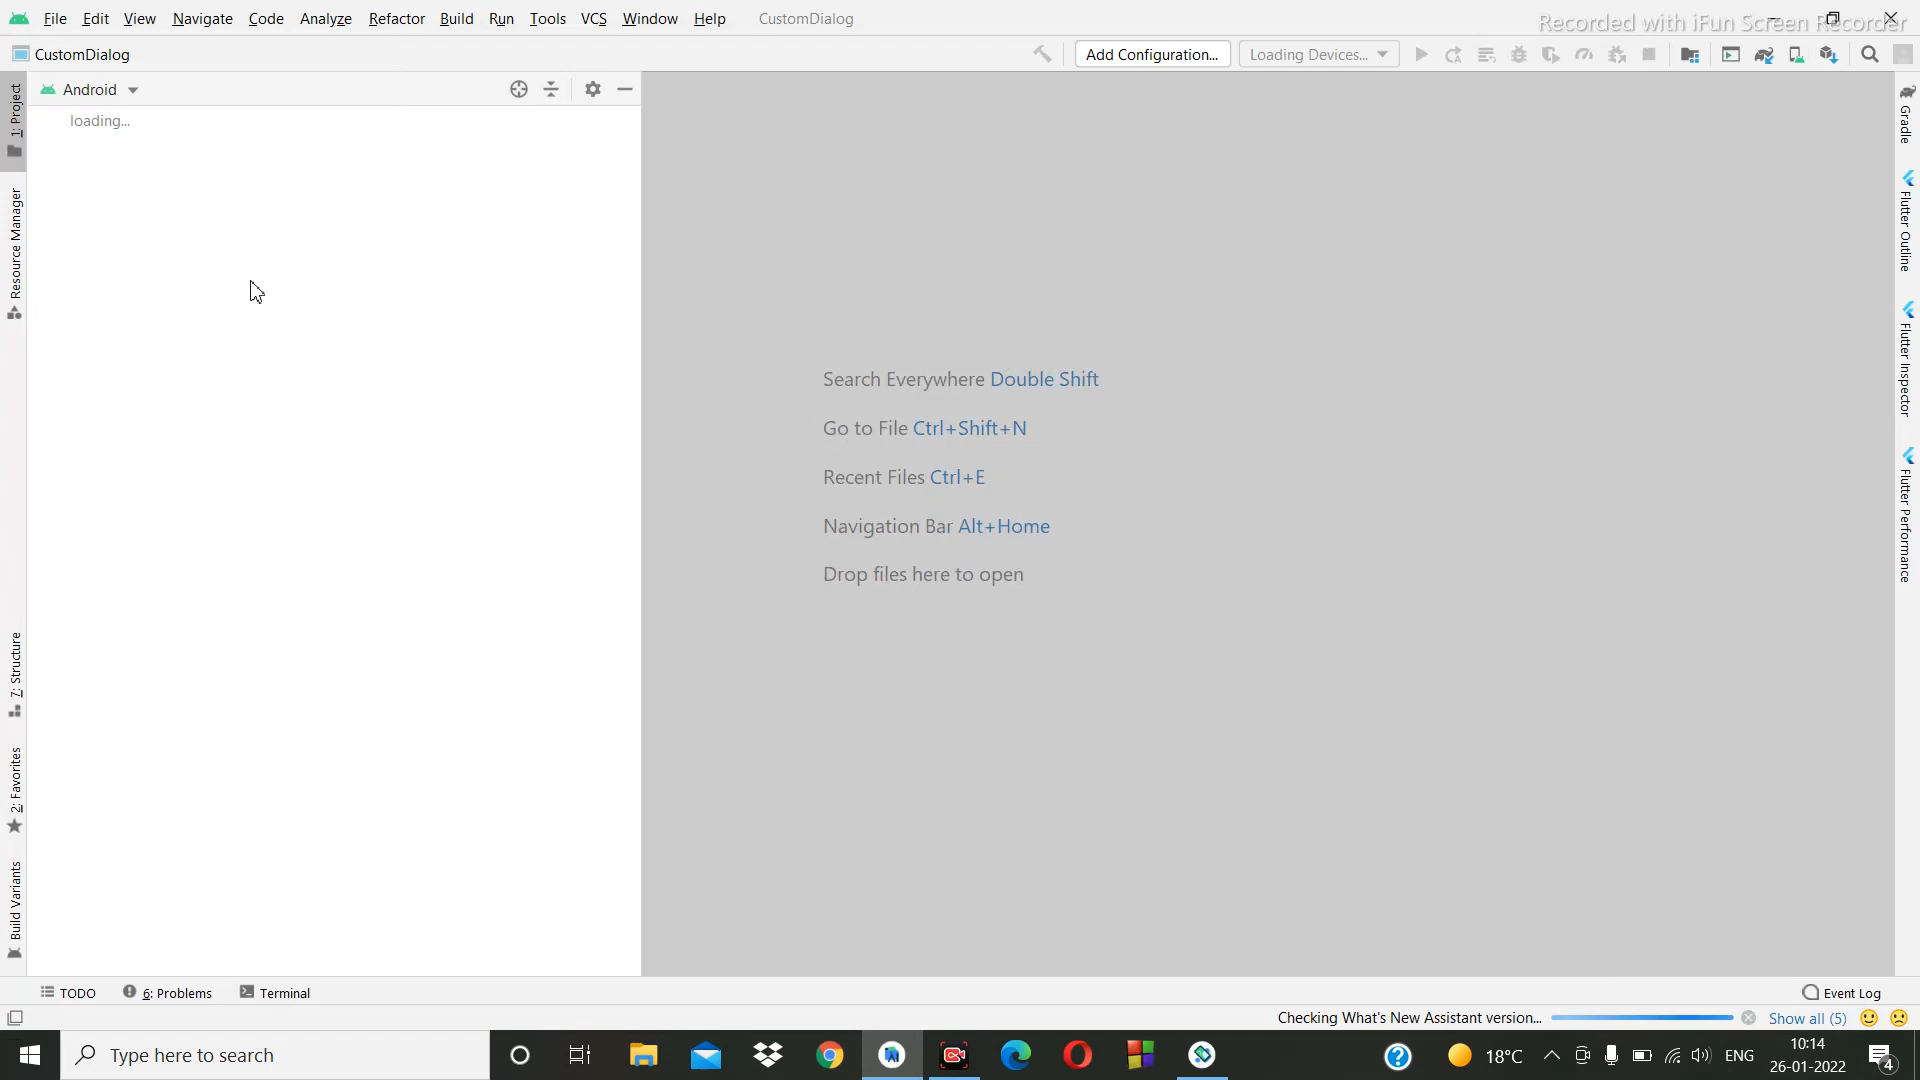 File Edit View Navigate Code Analyze Refactor Build Run Tools VCS Window Help CustomDialog
Recorded with iFun Screen Recorder
CustomDialog Add Configuration... Loading Devices...
Android
loading...
1: Project
Resource Manager
7: Structure
2: Favorites
Build Variants
Search Everywhere Double Shift
Go to File Ctrl+Shift+N
Recent Files Ctrl+E
Navigation Bar Alt+Home
Drop files here to open
Gradle
Flutter Outline
Flutter Inspector
Flutter Performance
TODO 6: Problems Terminal Event Log
Checking What's New Assistant version... Show all (5)
Type here to search 18°C ENG 10:14
26-01-2022 4